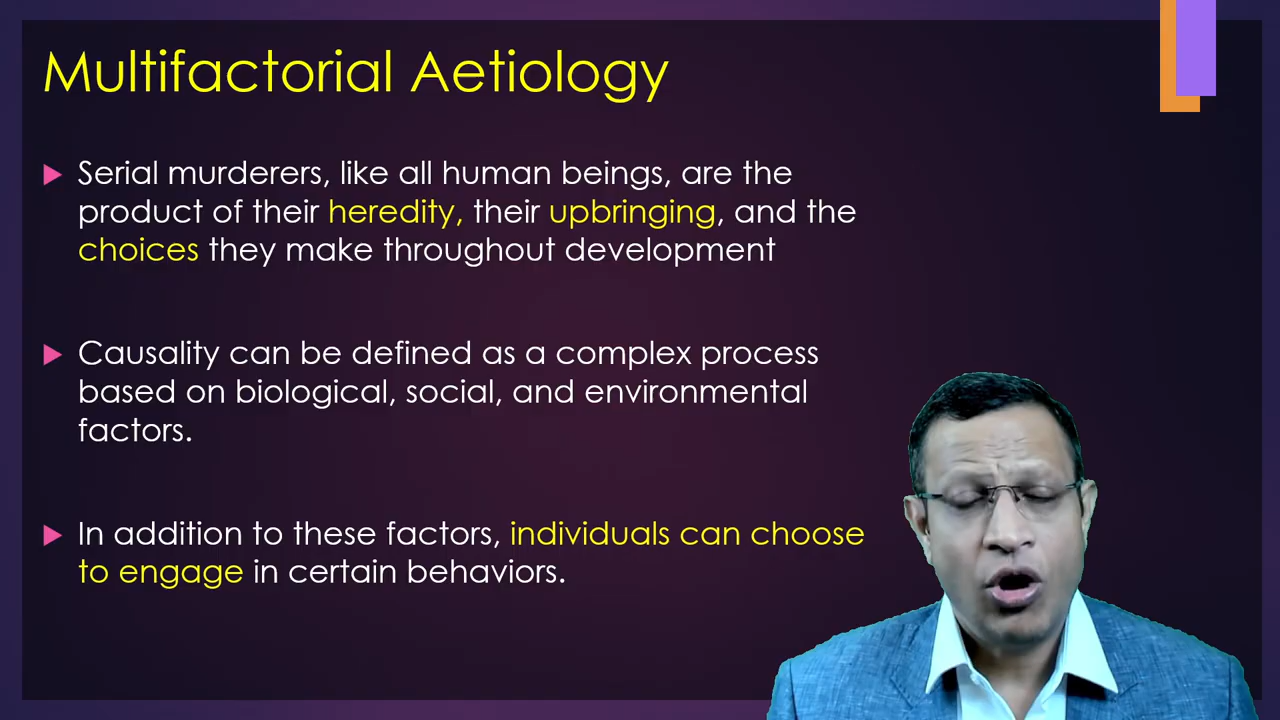 Multifactorial Aetiology
Serial murderers, like all human beings, are the
product of their heredity, their upbringing, and the
choices they make throughout development
Causality can be defined as a complex process
based on biological, social, and environmental
factors.
In addition to these factors, individuals can choose
to engage in certain behaviors.